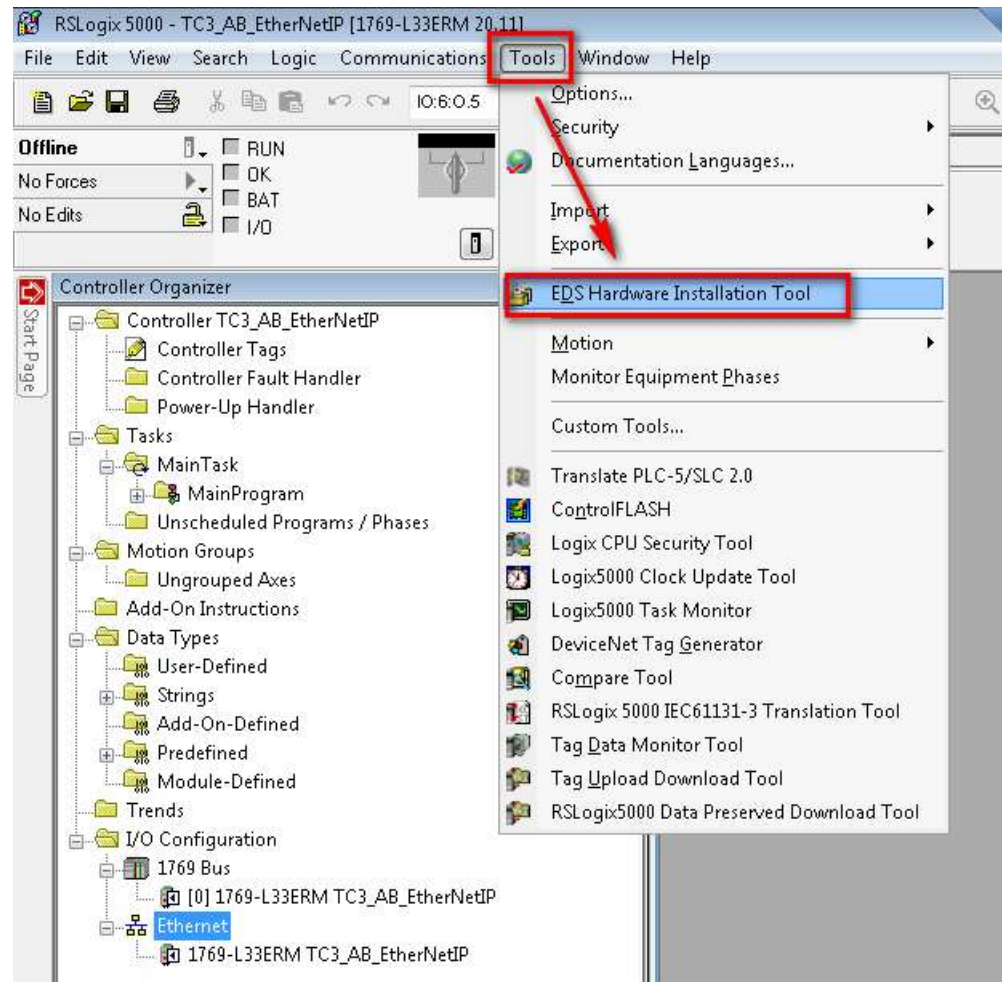 RSLogix 5000 - TC3_AB_EtherNetIP [1769-L33ERM 20.11]
File Edit View Search Logic Communications Tools Window Help
IO:6:O.5
Offline
RUN
No Forces
OK
BAT
No Edits
I/O
Options...
Security
Documentation Languages...
Import
Export
EDS Hardware Installation Tool
Motion
Monitor Equipment Phases
Custom Tools...
Translate PLC-5/SLC 2.0
ControlFLASH
Logix CPU Security Tool
Logix5000 Clock Update Tool
Logix5000 Task Monitor
DeviceNet Tag Generator
Compare Tool
RSLogix 5000 IEC61131-3 Translation Tool
Tag Data Monitor Tool
Tag Upload Download Tool
RSLogix5000 Data Preserved Download Tool
Start Page
Controller Organizer
Controller TC3_AB_EtherNetIP
Controller Tags
Controller Fault Handler
Power-Up Handler
Tasks
MainTask
MainProgram
Unscheduled Programs / Phases
Motion Groups
Ungrouped Axes
Add-On Instructions
Data Types
User-Defined
Strings
Add-On-Defined
Predefined
Module-Defined
Trends
I/O Configuration
1769 Bus
[0] 1769-L33ERM TC3_AB_EtherNetIP
Ethernet
1769-L33ERM TC3_AB_EtherNetIP